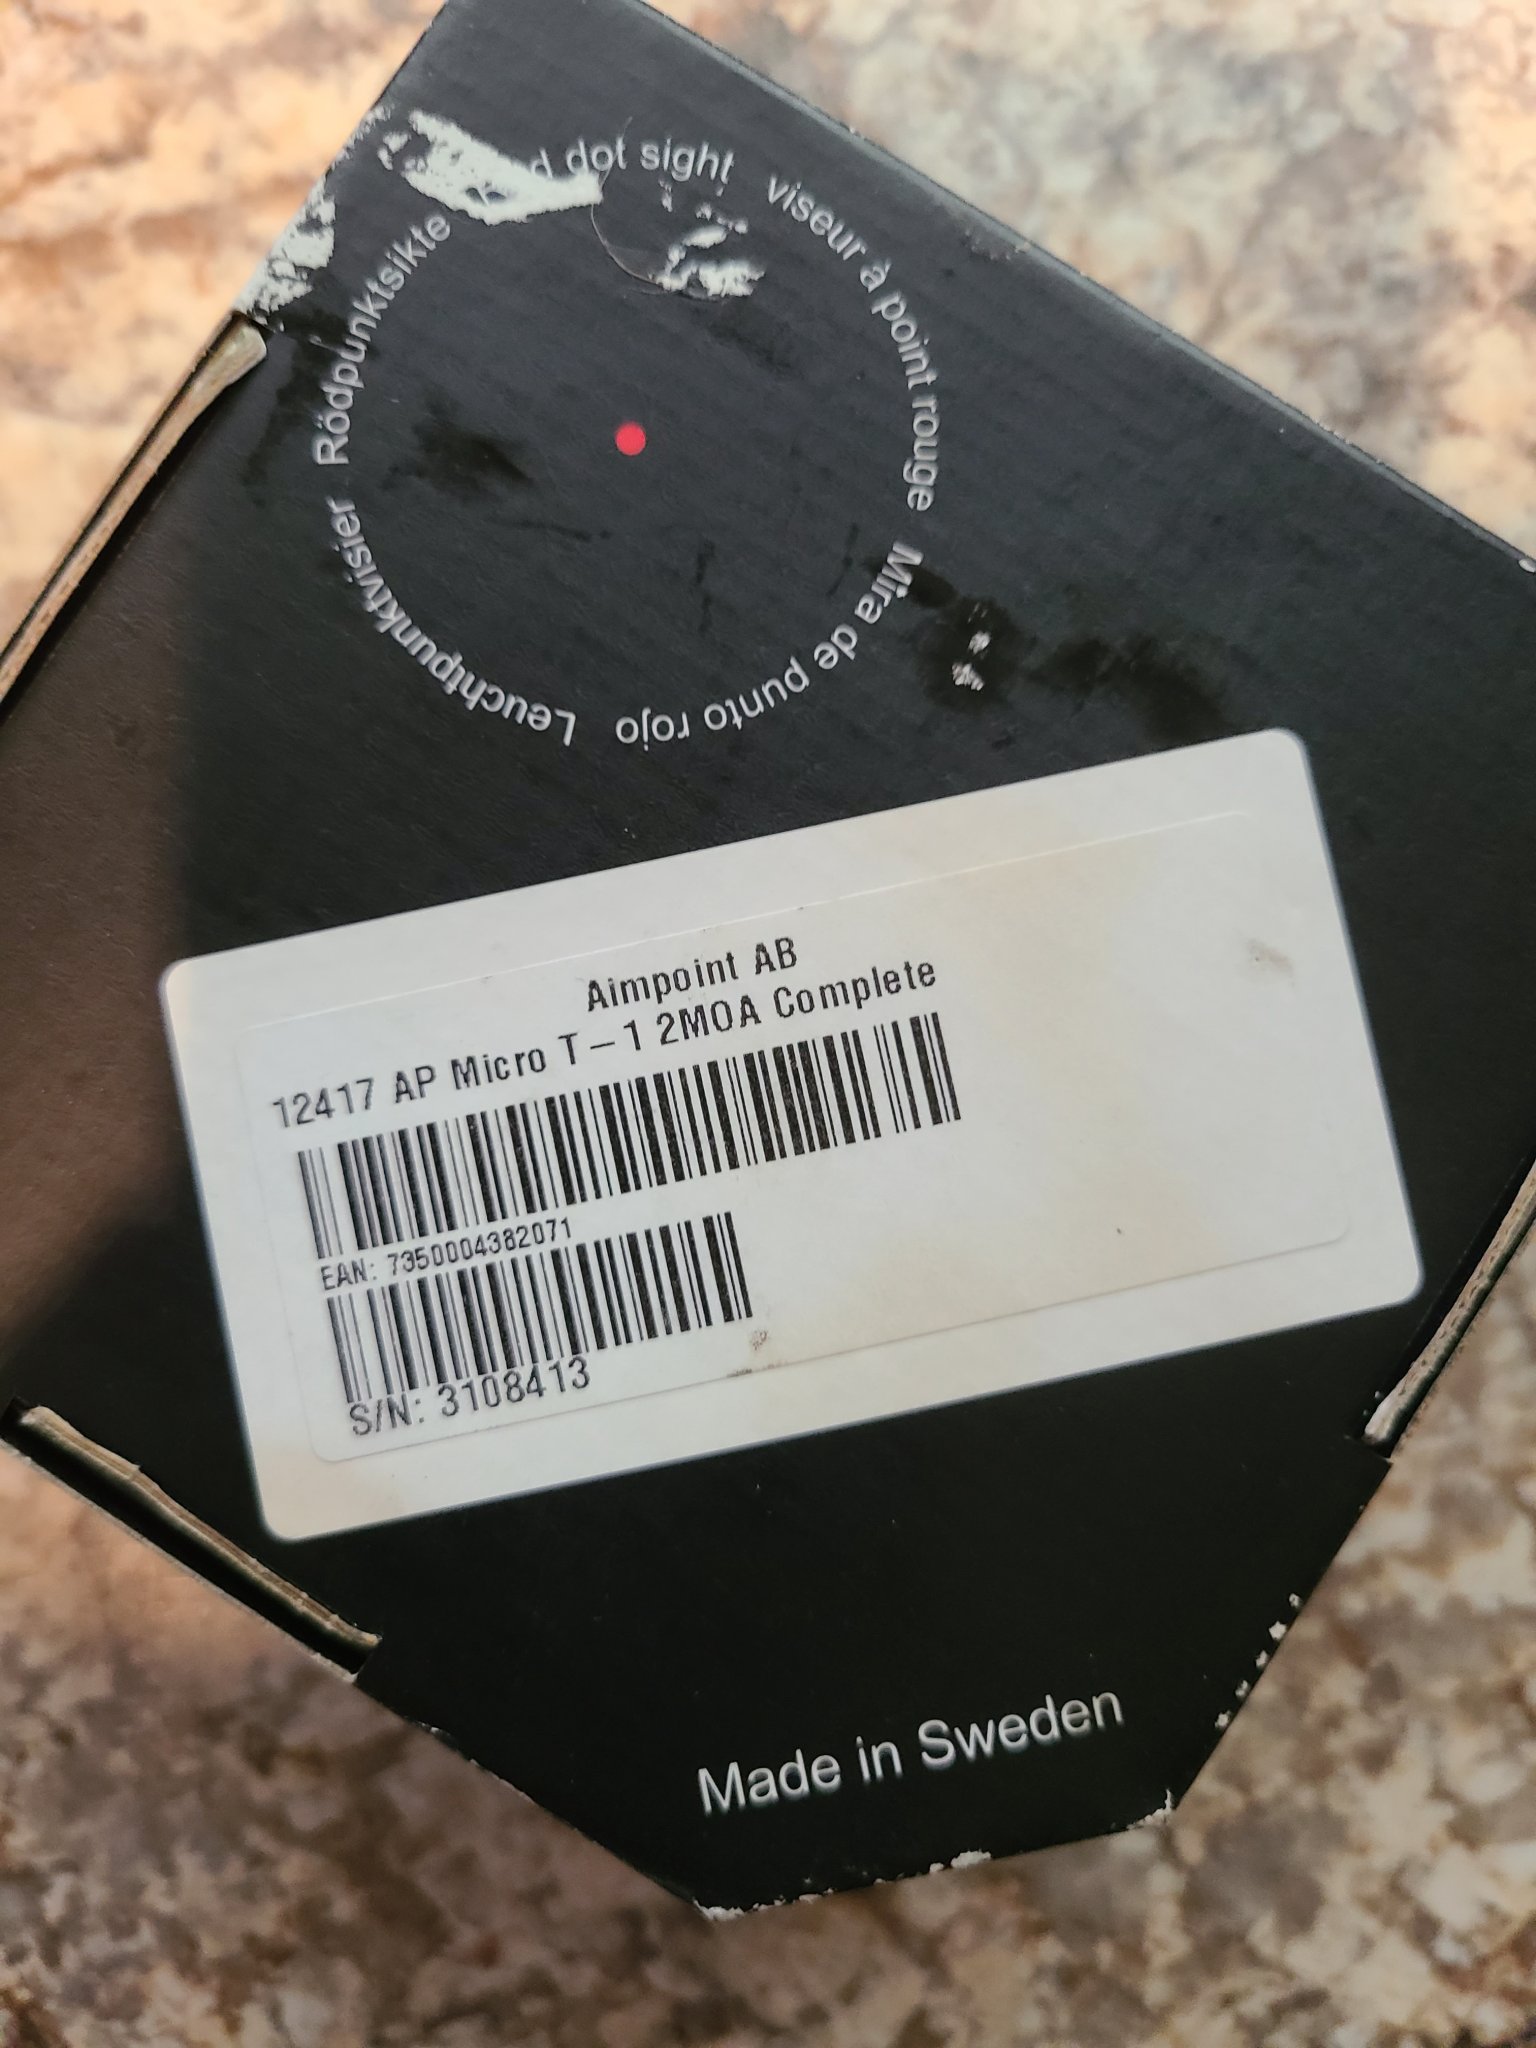 Rödpunktsikte
dot sight
viseur à point rouge
Mira de punto rojo
Leuchtpunktvisier
Aimpoint AB
12417 AP Micro T-1 2MOA Complete
EAN: 7350004382071
S/N: 3108413
Made in Sweden